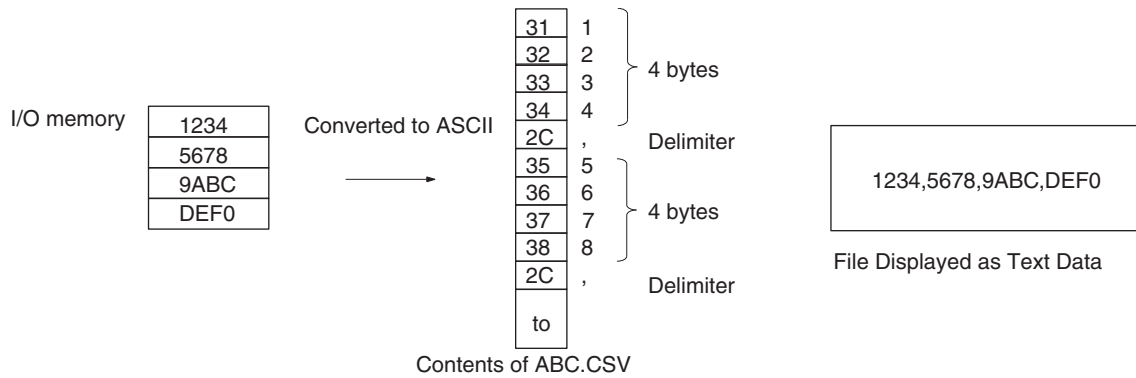 I/O memory
1234
5678
9ABC
DEF0
Converted to ASCII
31 1
32 2
33 3
34 4
2C ,
35 5
36 6
37 7
38 8
2C ,
to
4 bytes
Delimiter
4 bytes
Delimiter
Contents of ABC.CSV
1234,5678,9ABC,DEF0
File Displayed as Text Data